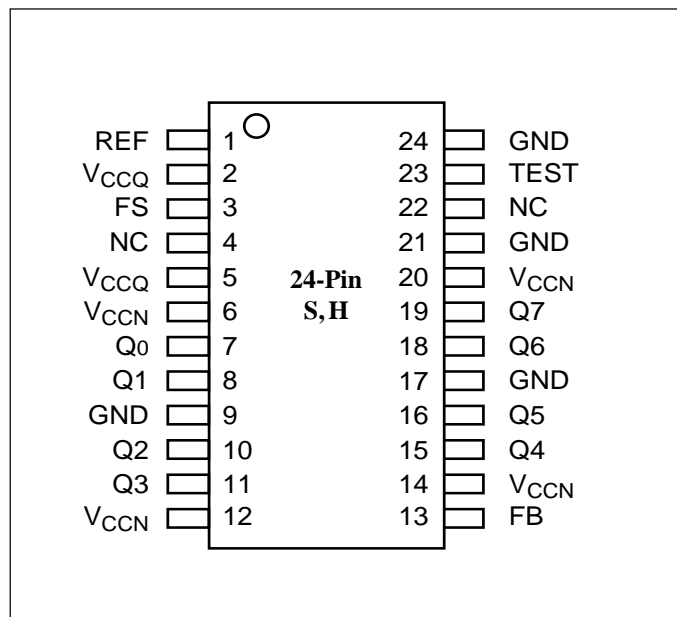 REF 1 24 GND
VCCQ 2 23 TEST
FS 3 22 NC
NC 4 21 GND
VCCQ 5 24-Pin 20 VCCN
VCCN 6 S, H 19 Q7
Q0 7 18 Q6
Q1 8 17 GND
GND 9 16 Q5
Q2 10 15 Q4
Q3 11 14 VCCN
VCCN 12 13 FB